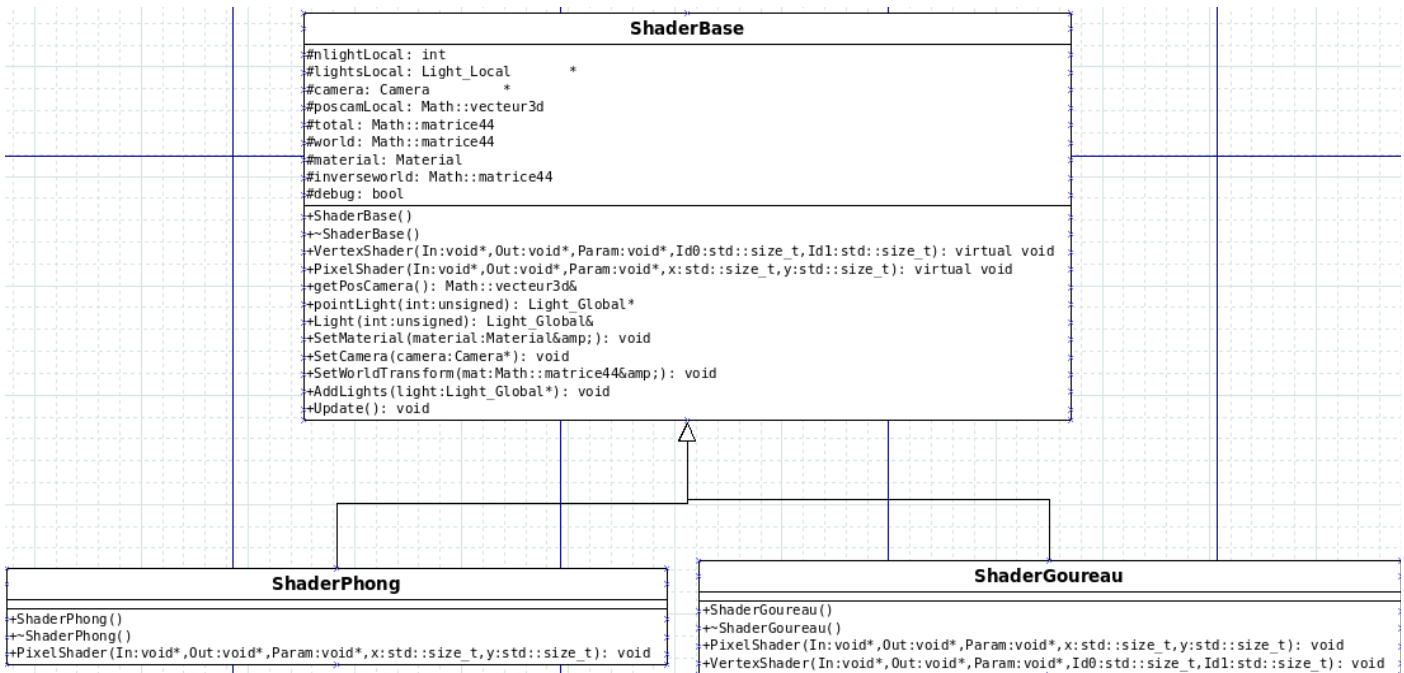 ShaderBase
#nlightLocal: int
#lightsLocal: Light_Local *
#camera: Camera *
#poscamLocal: Math::vecteur3d
#total: Math::matrice44
#world: Math::matrice44
#material: Material
#inverseworld: Math::matrice44
#debug: bool
+ShaderBase()
+~ShaderBase()
+VertexShader(In:void*,Out:void*,Param:void*,Id0:std::size_t,Id1:std::size_t): virtual void
+PixelShader(In:void*,Out:void*,Param:void*,x:std::size_t,y:std::size_t): virtual void
+getPosCamera(): Math::vecteur3d&
+pointLight(int:unsigned): Light_Global*
+Light(int:unsigned): Light_Global&
+SetMaterial(material:Material&amp;): void
+SetCamera(camera:Camera*): void
+SetWorldTransform(mat:Math::matrice44&amp;): void
+AddLights(light:Light_Global*): void
+Update(): void
ShaderPhong
+ShaderPhong()
+~ShaderPhong()
+PixelShader(In:void*,Out:void*,Param:void*,x:std::size_t,y:std::size_t): void
ShaderGoureau
+ShaderGoureau()
+~ShaderGoureau()
+PixelShader(In:void*,Out:void*,Param:void*,x:std::size_t,y:std::size_t): void
+VertexShader(In:void*,Out:void*,Param:void*,Id0:std::size_t,Id1:std::size_t): void